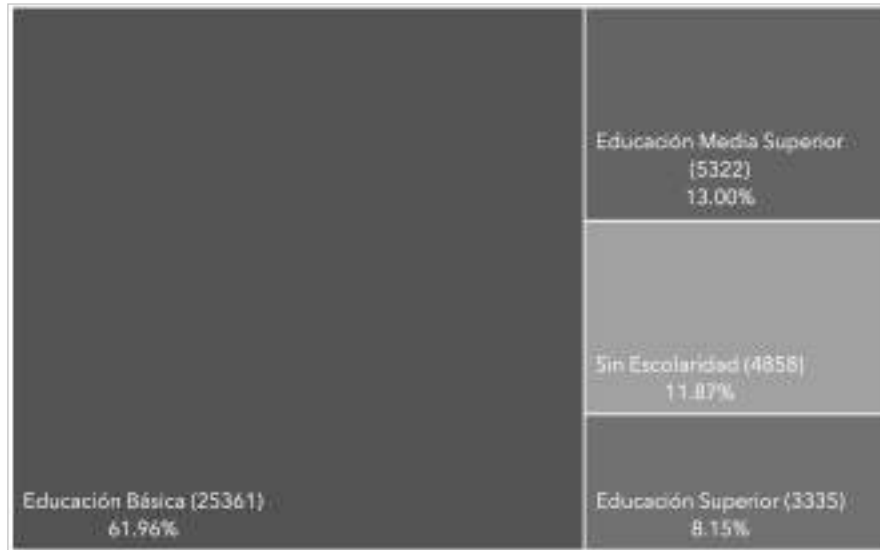 Educación Media Superior
(5322)
13.00%
Sin Escolaridad (4858)
11.87%
Educación Básica (25361)
61.96%
Educación Superior (3335)
8.15%